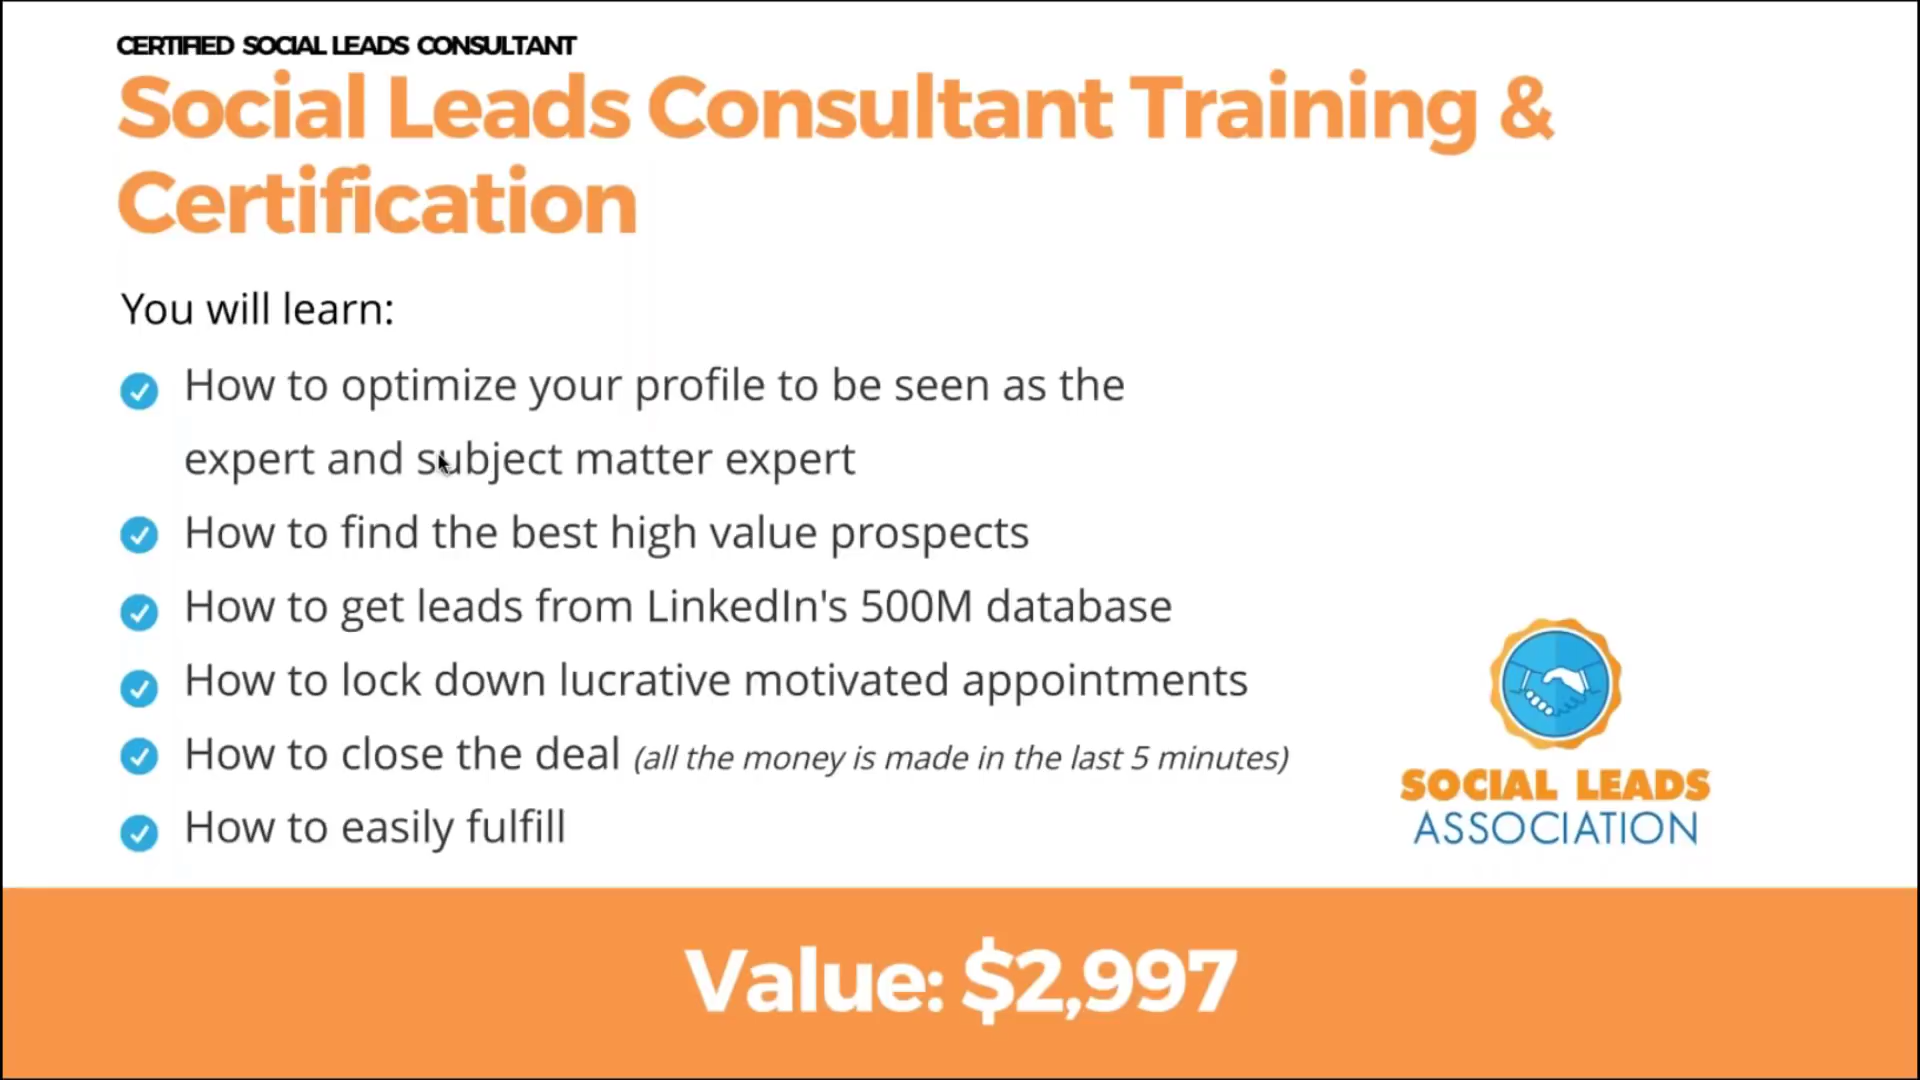 CERTIFIED SOCIAL LEADS CONSULTANT
Social Leads Consultant Training &
Certification
You will learn:
How to optimize your profile to be seen as the
expert and subject matter expert
How to find the best high value prospects
How to get leads from LinkedIn's 500M database
How to lock down lucrative motivated appointments
How to close the deal (all the money is made in the last 5 minutes)
How to easily fulfill
SOCIAL LEADS
ASSOCIATION
Value: $2,997